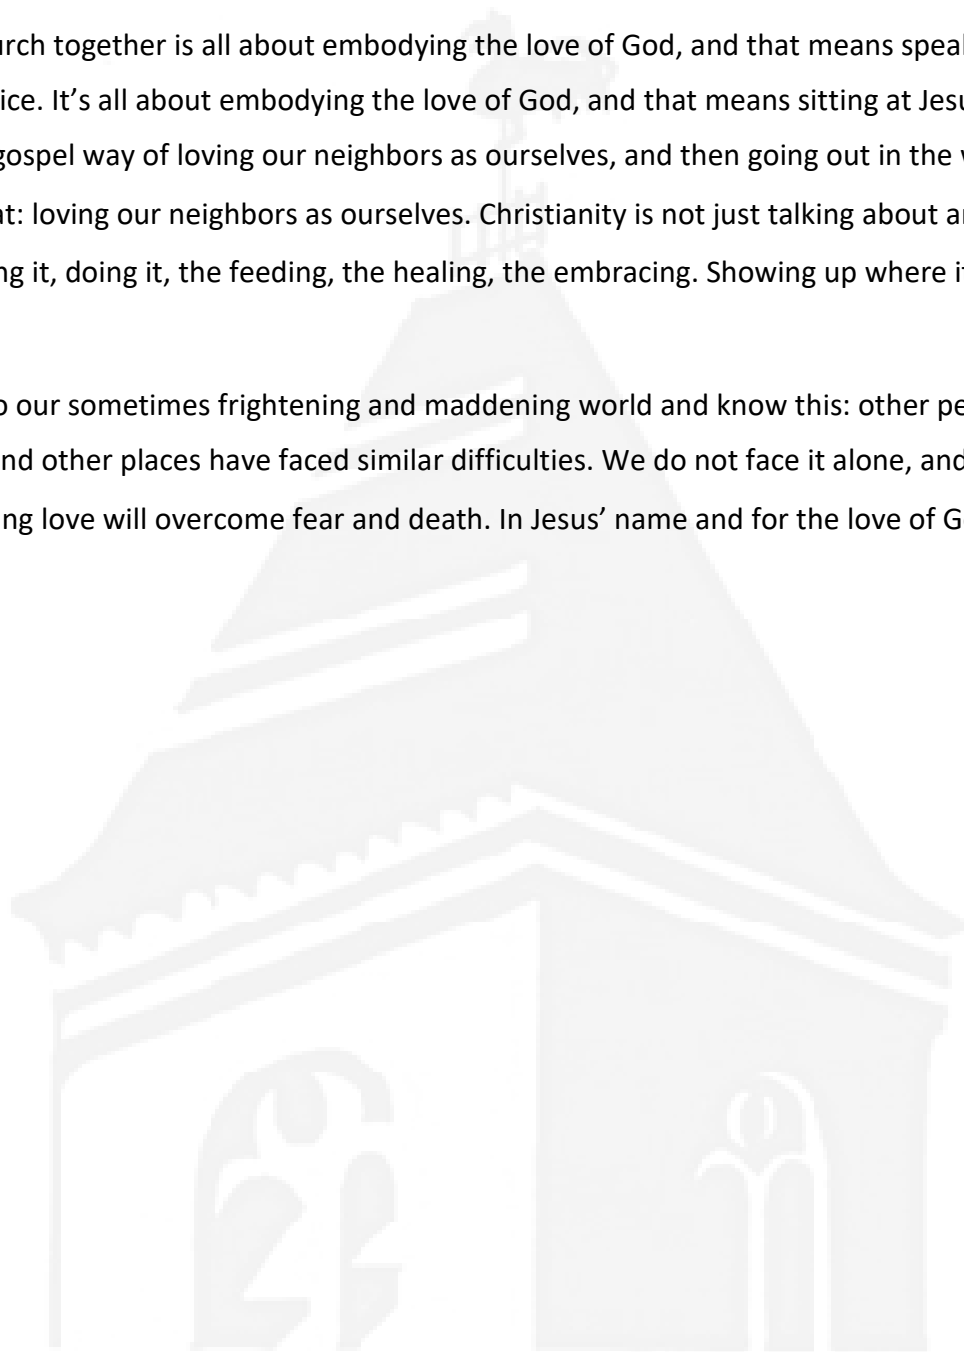 urch together is all about embodying the love of God, and that means speal
ice. It’s all about embodying the love of God, and that means sitting at Jesu
gospel way of loving our neighbors as ourselves, and then going out in the
at: loving our neighbors as ourselves. Christianity is not just talking about a
ng it, doing it, the feeding, the healing, the embracing. Showing up where i
o our sometimes frightening and maddening world and know this: other pe
nd other places have faced similar difficulties. We do not face it alone, and
ng love will overcome fear and death. In Jesus’ name and for the love of G